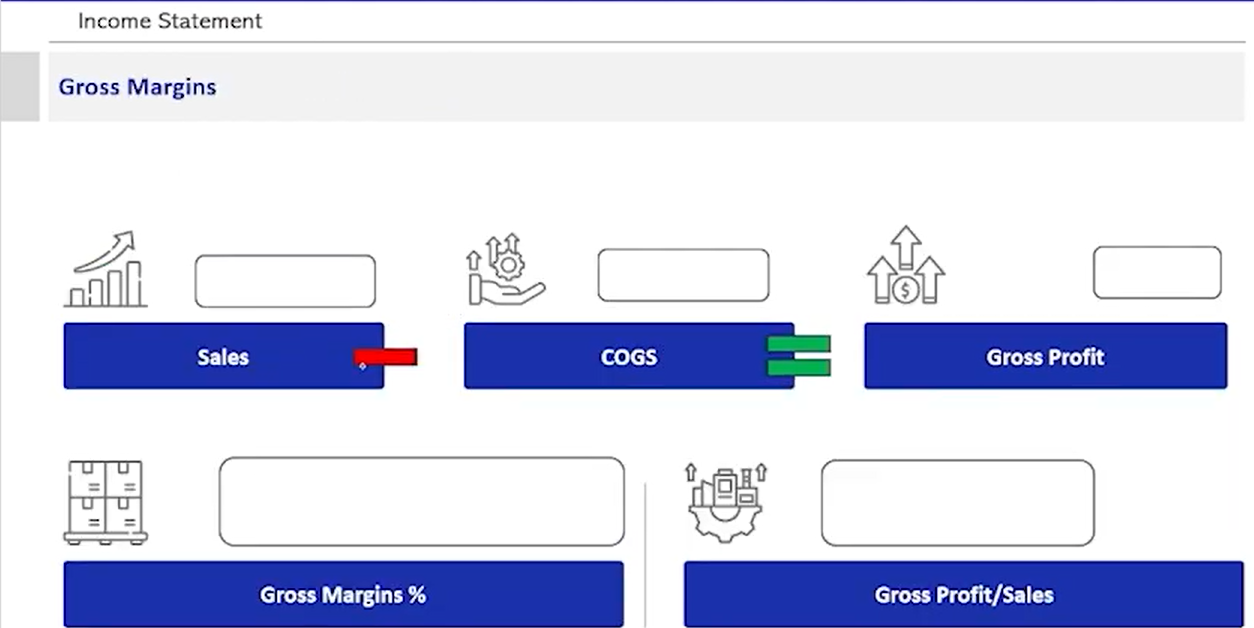 Income Statement
Gross Margins
Sales
COGS
Gross Profit
$
Gross Margins %
Gross Profit/Sales